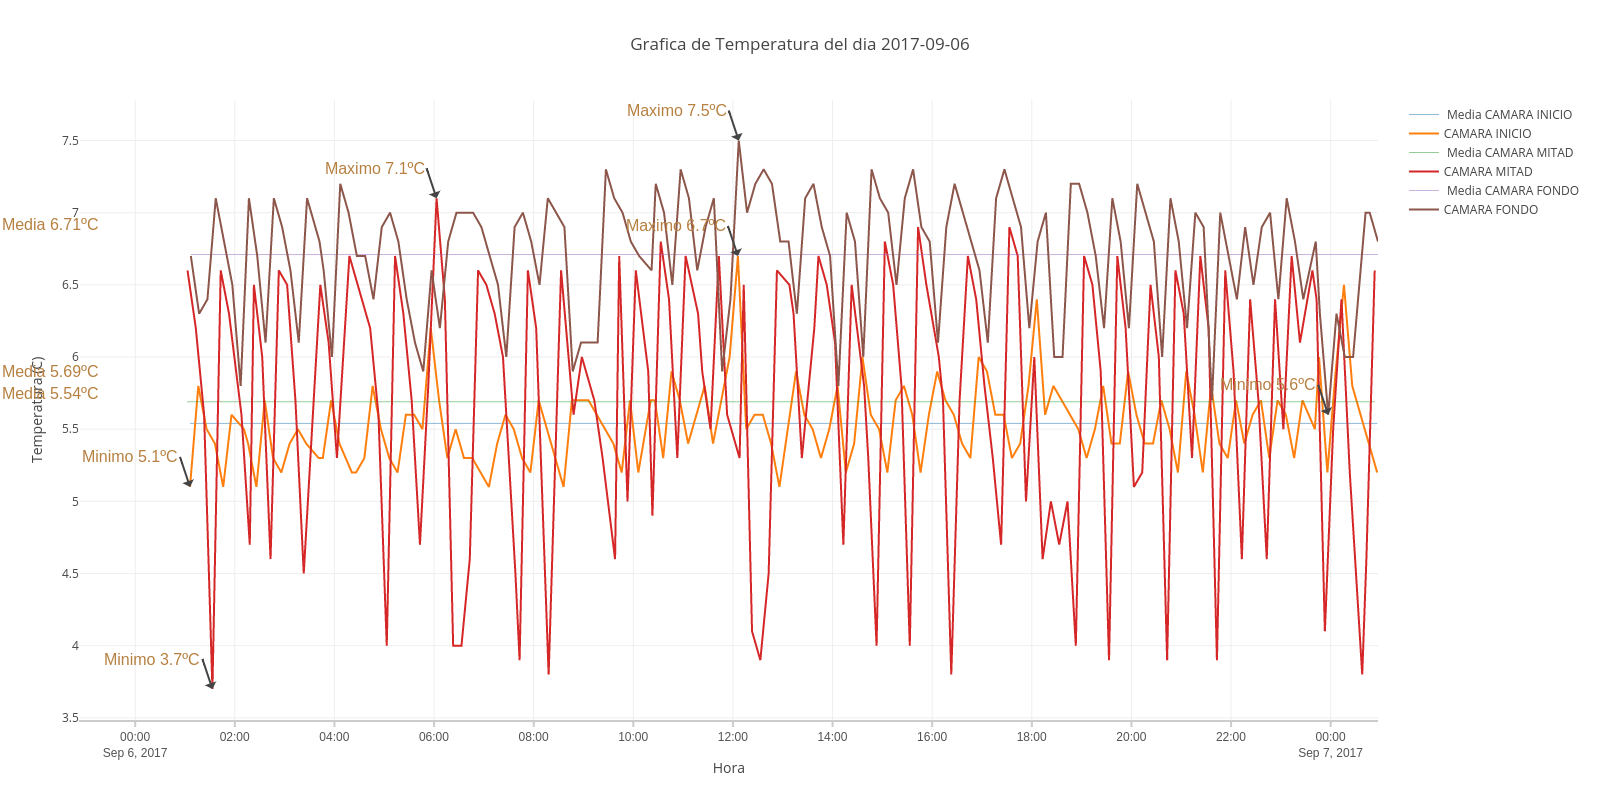 Grafica de Temperatura del dia 2017-09-06
Media CAMARA INICIO
CAMARA INICIO
Media CAMARA MITAD
CAMARA MITAD
Media CAMARA FONDO
CAMARA FONDO
Maximo 7.5ºC
Maximo 7.1ºC
Maximo 6.7ºC
Media 6.71ºC
Media 5.69ºC
Media 5.54ºC
Minimo 5.6ºC
Minimo 5.1ºC
Minimo 3.7ºC
Temperatura(C)
7.5
7
6.5
6
5.5
5
4.5
4
3.5
00:00
Sep 6, 2017
02:00
04:00
06:00
08:00
10:00
12:00
14:00
16:00
18:00
20:00
22:00
00:00
Sep 7, 2017
Hora